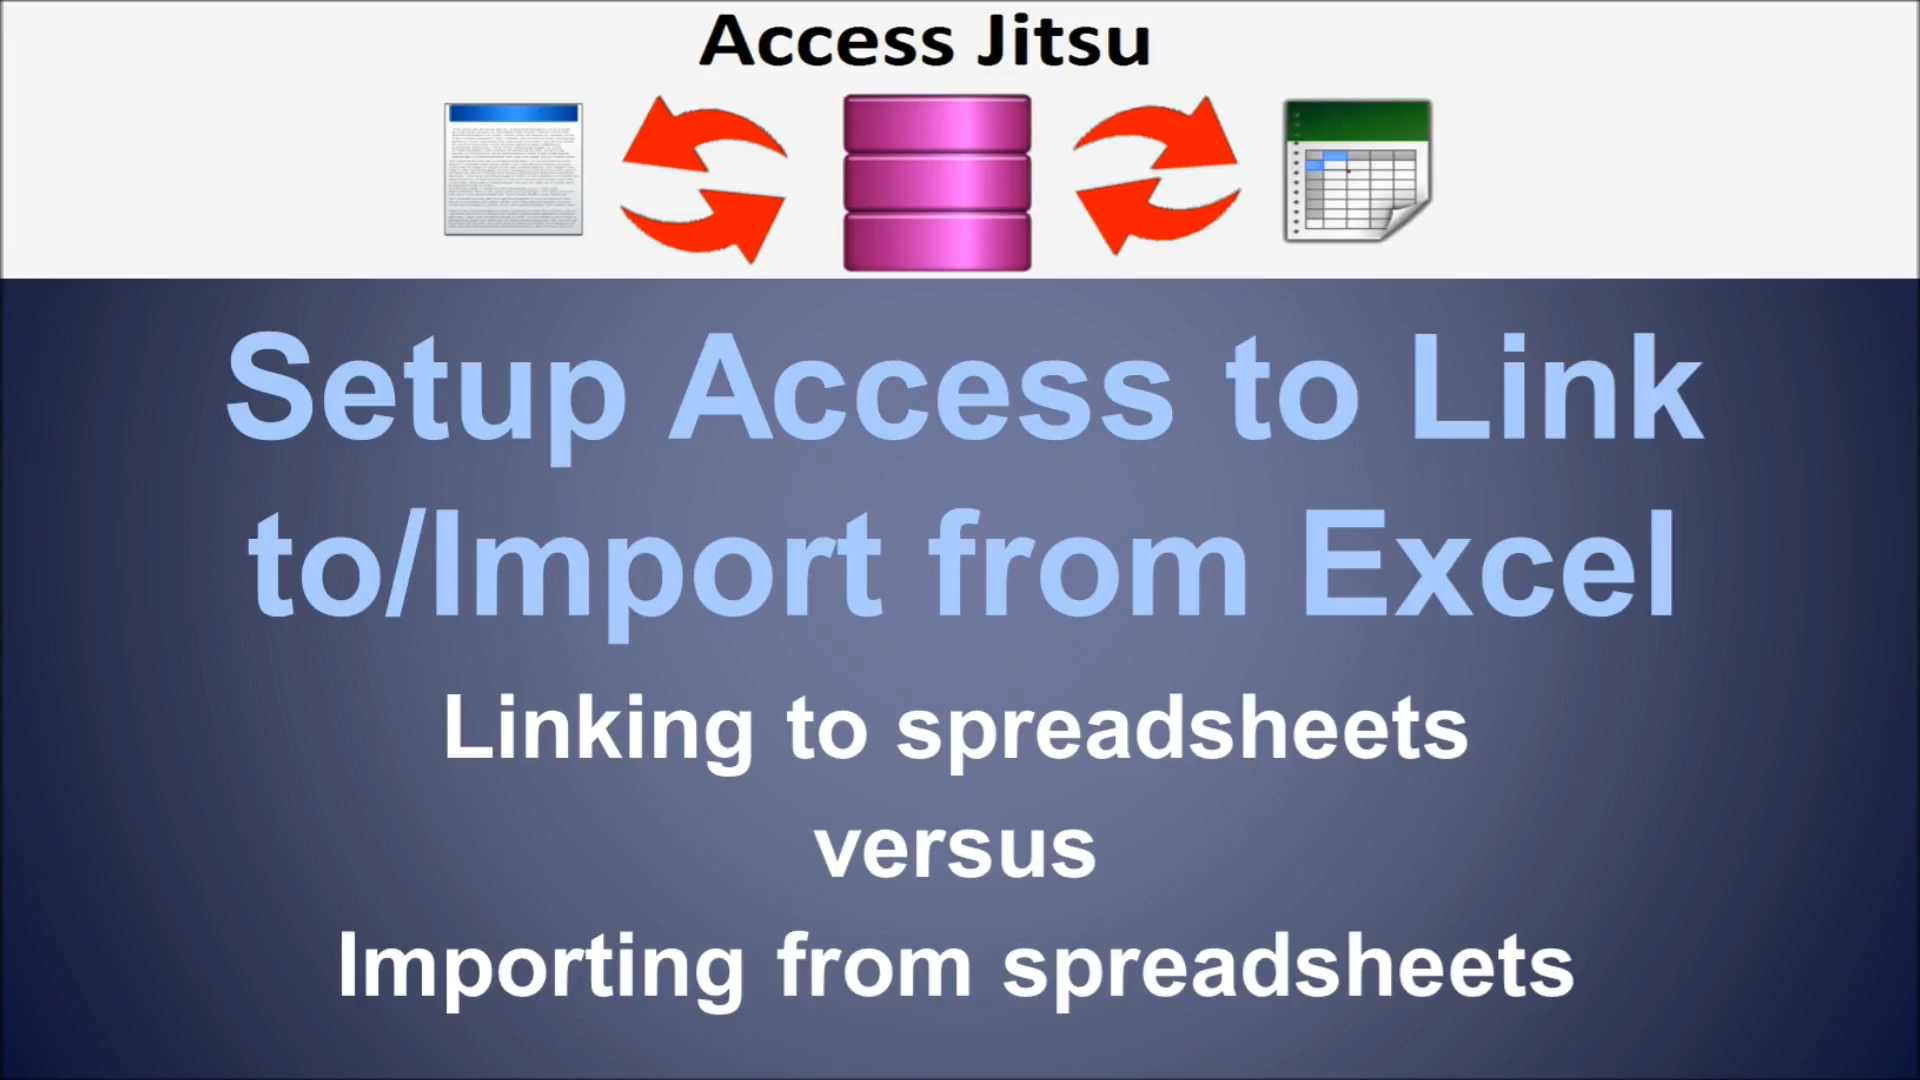 Access Jitsu
Setup Access to Link
to/Import from Excel
Linking to spreadsheets
versus
Importing from spreadsheets